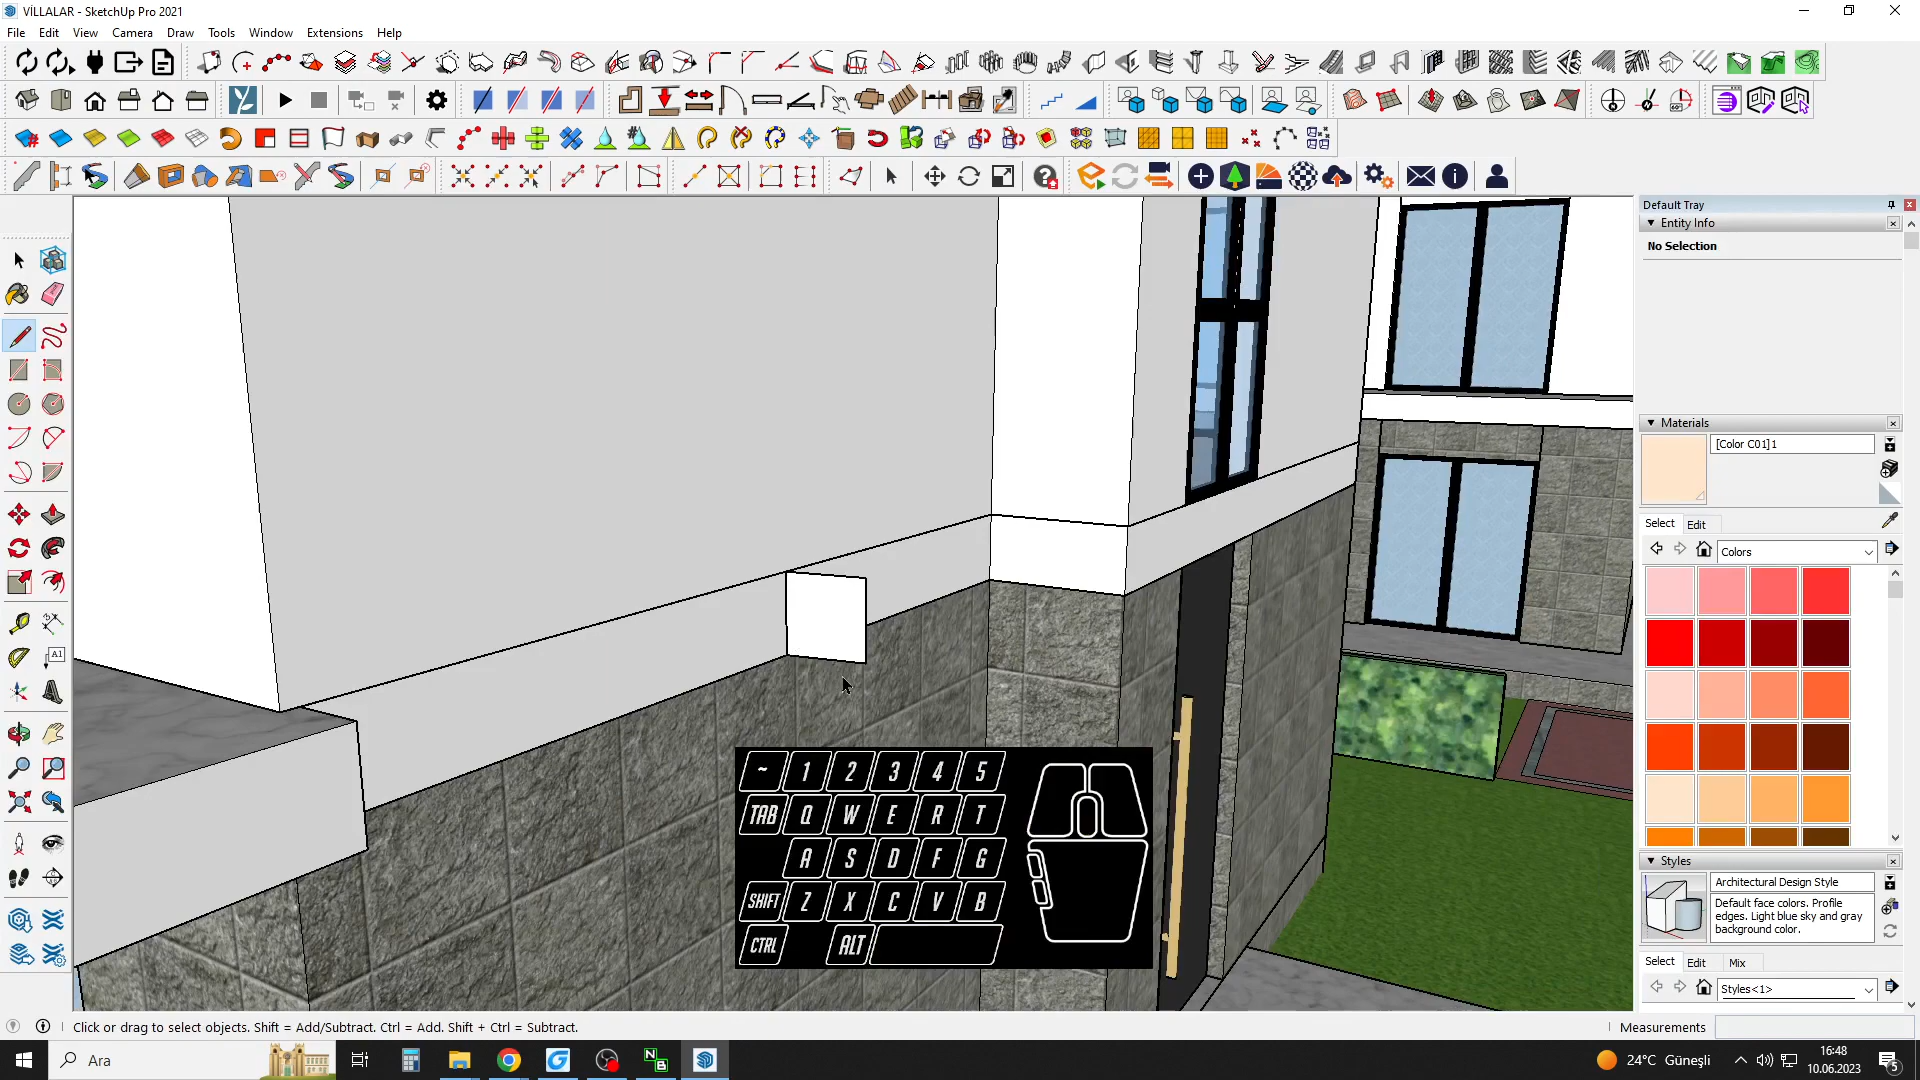 VİLLALAR - SketchUp Pro 2021
File Edit View Camera Draw Tools Window Extensions Help
Default Tray
Entity Info
No Selection
Materials
[Color C01]1
Select Edit
Colors
Styles
Architectural Design Style
Default face colors. Profile
edges. Light blue sky and gray
background color.
Select Edit Mix
Styles<1>
A1
~ 1 2 3 4 5
TAB Q W E R T
A S D F G
SHIFT Z X C V B
CTRL ALT
Click or drag to select objects. Shift = Add/Subtract. Ctrl = Add. Shift + Ctrl = Subtract.
Measurements
Ara
N
B
24°C Güneşli
16:48
10.06.2023
5